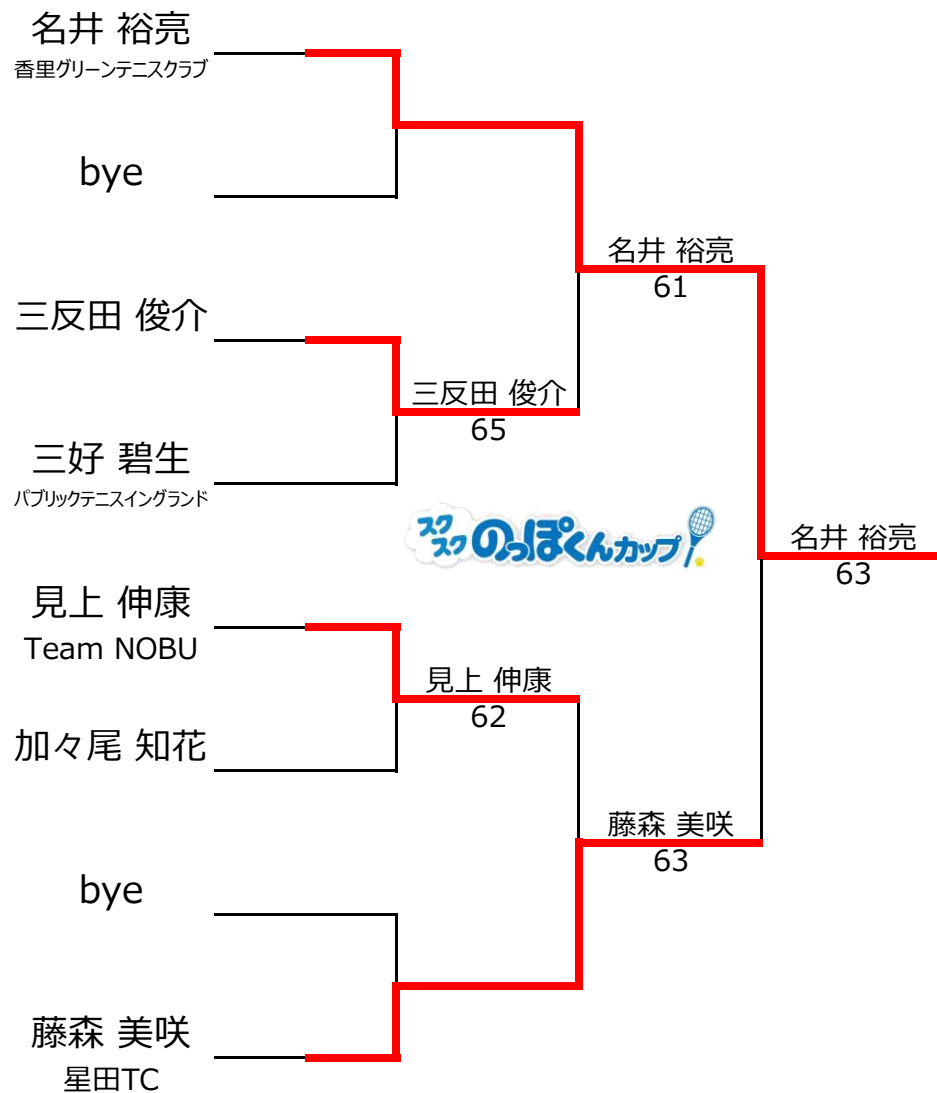 名井 裕亮
香里グリーンテニスクラブ
bye
三反田 俊介
三好 碧生
パブリックテニスイングランド
見上 伸康
Team NOBU
加々尾 知花
bye
藤森 美咲
星田TC
三反田 俊介
65
見上 伸康
62
名井 裕亮
61
藤森 美咲
63
スクスク
のっぽくんカップ
名井 裕亮
63